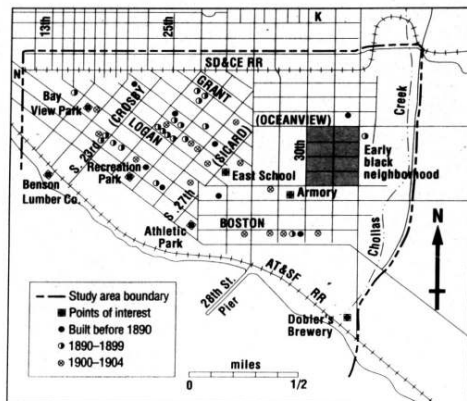 13th
25th
K
SD&CE RR
N
Bay
View Park
(CROSBY
GRANT
LOGAN
(SIGARD)
(OCEANVIEW)
30th
Early
black
neighborhood
Creek
Chollas
S. 23rd
Recreation
Park
East School
Armory
Benson
Lumber Co.
S. 27th
Athletic
Park
BOSTON
N
AT&SF
RR
28th St.
Pier
Dobler's
Brewery
Study area boundary
Points of interest
Built before 1890
1890–1899
1900–1904
miles
0 1/2